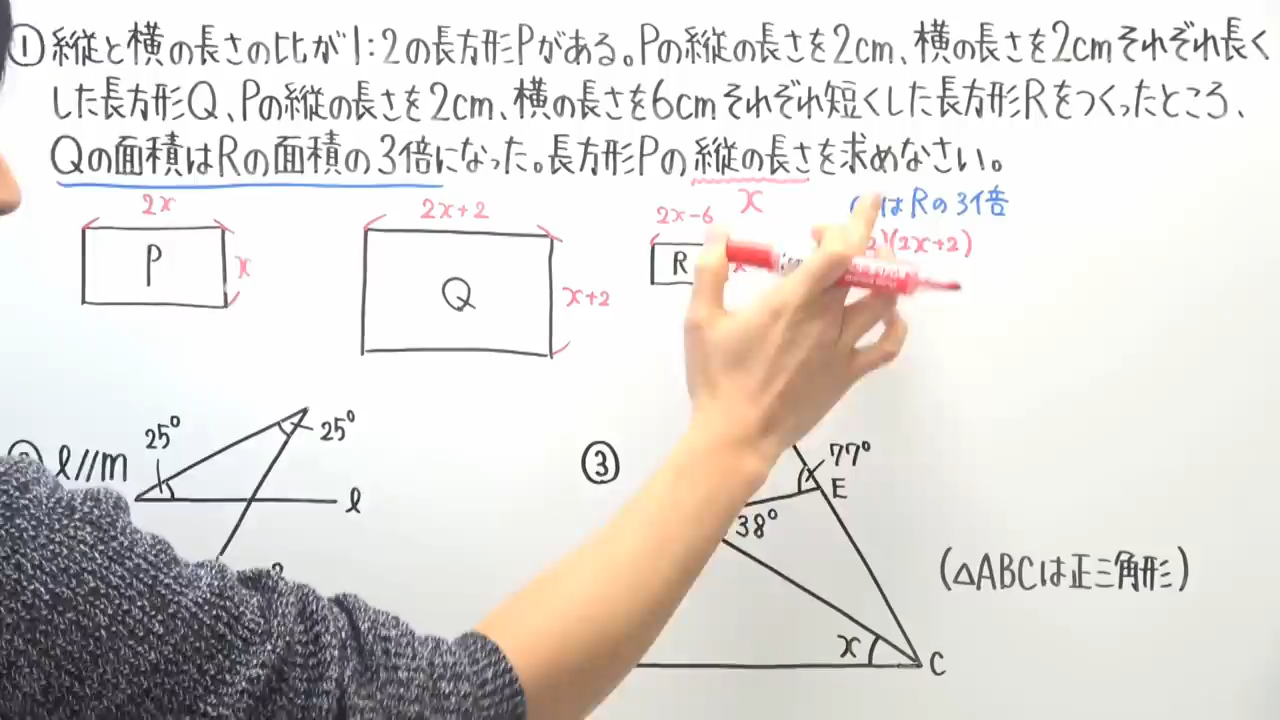 ①縦と横の長さの比が1:2の長方形Pがある。Pの縦の長さを2cm、横の長さを2cmそれぞれ長く
した長方形Q、Pの縦の長さを2cm、横の長さを6cmそれぞれ短くした長方形Rをつくったところ、
Qの面積はRの面積の3倍になった。長方形Pの縦の長さを求めなさい。
x
はRの3倍
2x
2x+2
2x-6
2)(2x+2)
P
x
Q
x+2
R
25°
25°
l//m
l
③
77°
E
38°
(△ABCは正三角形)
x
C